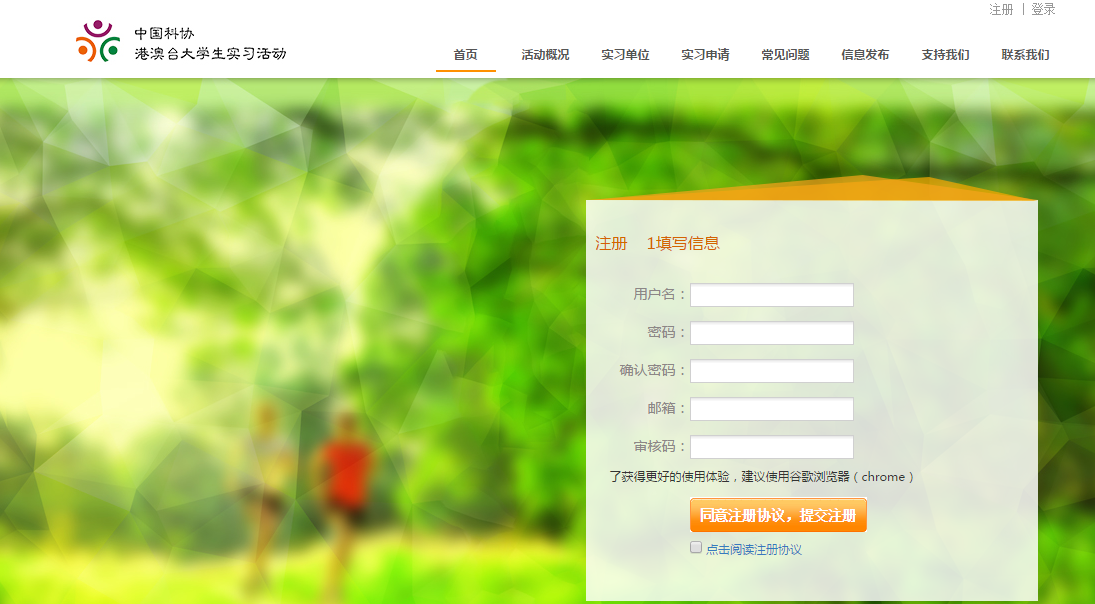 注册 | 登录
中国科协
港澳台大学生实习活动
首页 活动概况 实习单位 实习申请 常见问题 信息发布 支持我们 联系我们
注册 1填写信息
用户名：
密码：
确认密码：
邮箱：
审核码：
了获得更好的使用体验，建议使用谷歌浏览器（chrome）
同意注册协议，提交注册
点击阅读注册协议